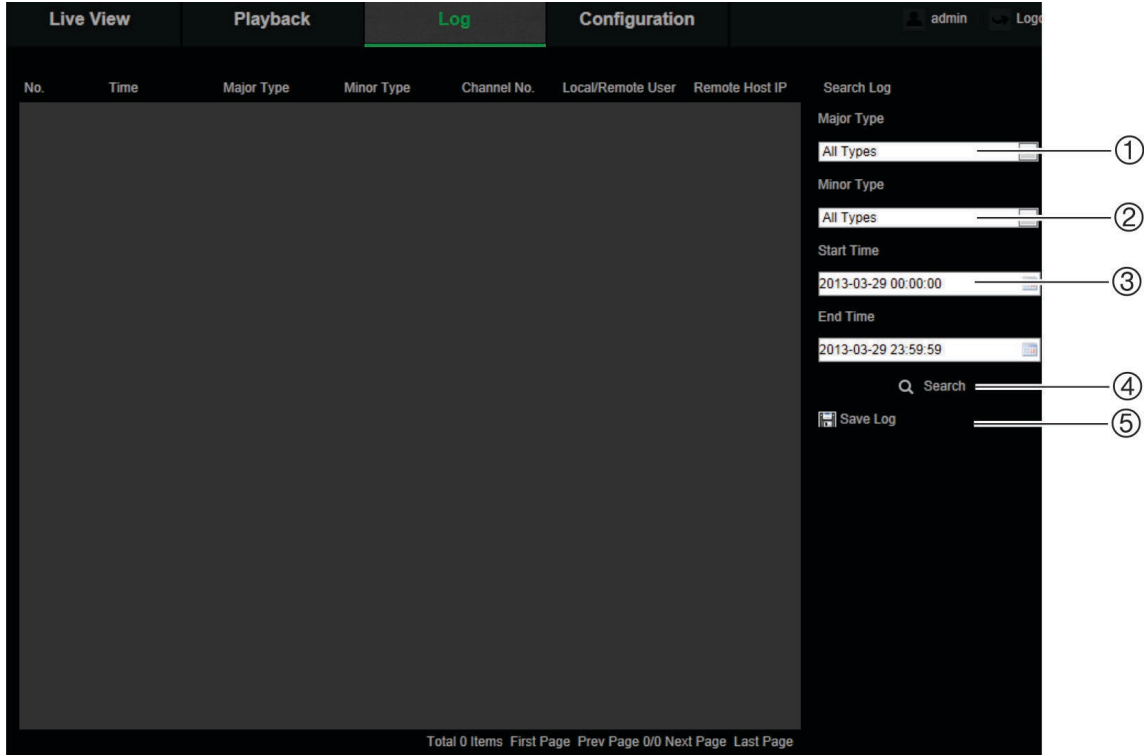 Live View Playback Log Configuration admin Logo
No. Time Major Type Minor Type Channel No. Local/Remote User Remote Host IP Search Log
Major Type
All Types ①
Minor Type
All Types ②
Start Time
2013-03-29 00:00:00 ③
End Time
2013-03-29 23:59:59
Search ④
Save Log ⑤
Total 0 Items First Page Prev Page 0/0 Next Page Last Page